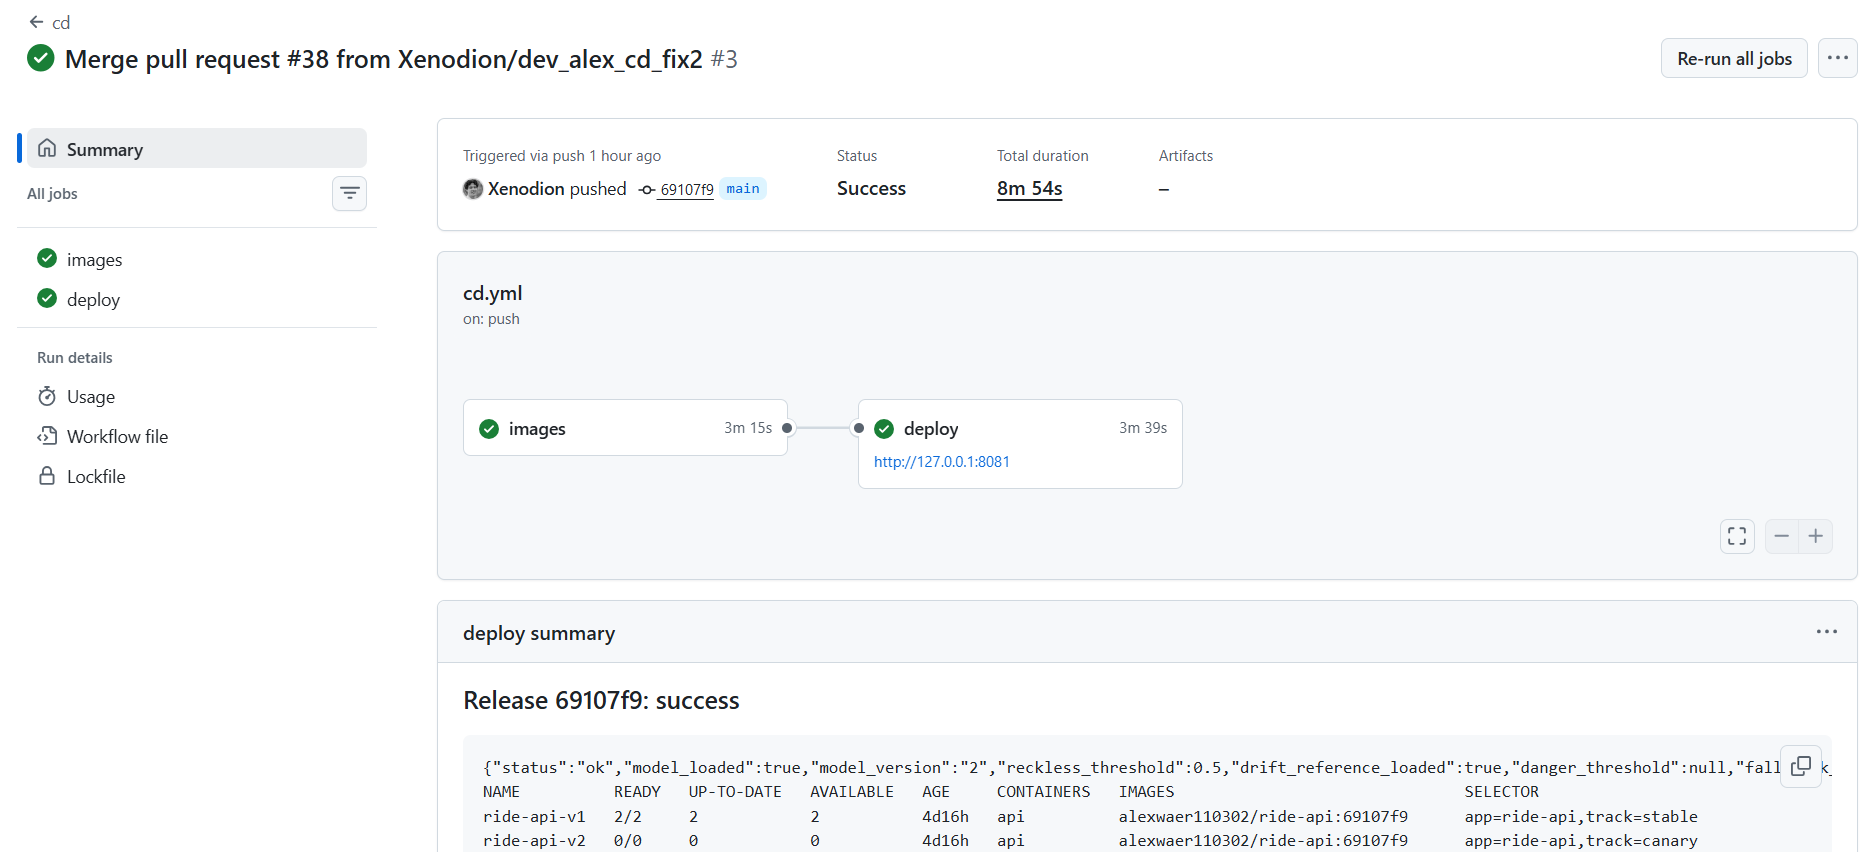 cd
Merge pull request #38 from Xenodion/dev_alex_cd_fix2 #3
Re-run all jobs
Summary
All jobs
images
deploy
Run details
Usage
Workflow file
Lockfile
Triggered via push 1 hour ago
Status
Total duration
Artifacts
Xenodion pushed 69107f9 main
Success
8m 54s
–
cd.yml
on: push
images 3m 15s
deploy 3m 39s
http://127.0.0.1:8081
deploy summary
Release 69107f9: success
{"status":"ok","model_loaded":true,"model_version":"2","reckless_threshold":0.5,"drift_reference_loaded":true,"danger_threshold":null,
NAME READY UP-TO-DATE AVAILABLE AGE CONTAINERS IMAGES SELECTOR
ride-api-v1 2/2 2 2 4d16h api alexwaer110302/ride-api:69107f9 app=ride-api,track=stable
ride-api-v2 0/0 0 0 4d16h api alexwaer110302/ride-api:69107f9 app=ride-api,track=canary